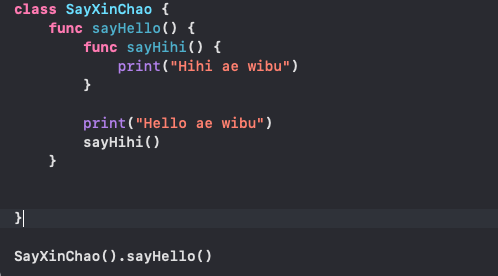 class SayXinChao {
    func sayHello() {
        func sayHihi() {
            print("Hihi ae wibu")
        }
        print("Hello ae wibu")
        sayHihi()
    }
}
SayXinChao().sayHello()